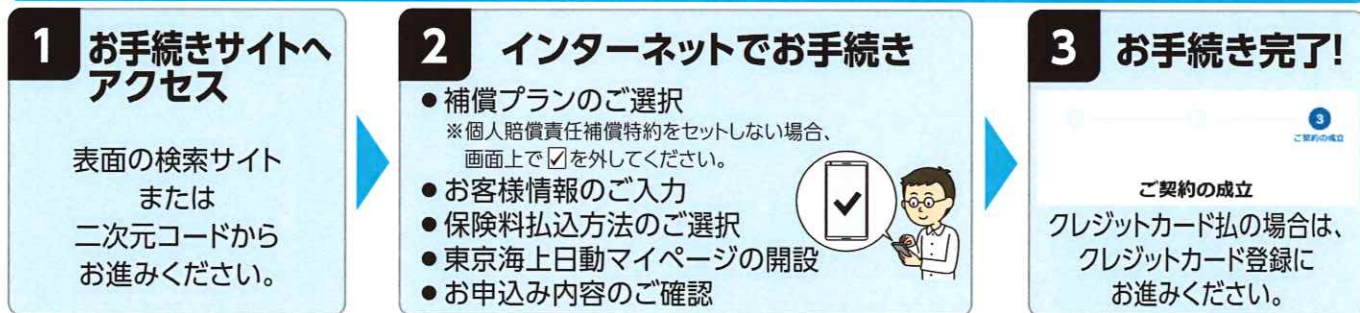 1 お手続きサイトへ
アクセス
表面の検索サイト
または
二次元コードから
お進みください。
2 インターネットでお手続き
●補償プランのご選択
※個人賠償責任補償特約をセットしない場合、
画面上で☑を外してください。
●お客様情報のご入力
●保険料払込方法のご選択
●東京海上日動マイページの開設
●お申込み内容のご確認
3 お手続き完了!
3
ご契約の成立
ご契約の成立
クレジットカード払の場合は、
クレジットカード登録に
お進みください。